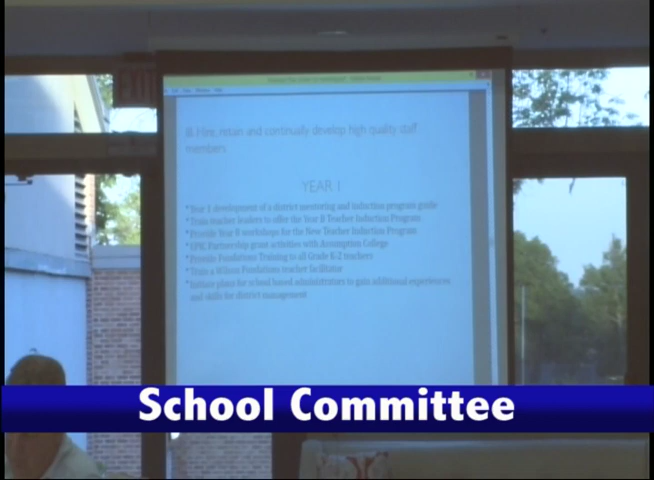 B. Hire, retain and continually develop high quality staff
members
YEAR 1
*Year 1 development of a district mentoring and induction program guide
*Train teacher leaders to offer the Year II Teacher Induction Program
*Provide Year II workshops for the New Teacher Induction Program
Partnership grant activities with Assumption College
*Provide Fundations Training to all Grade K-2 teachers
*Train a Wilson Fundations teacher facilitator
*Initiate plans for school based administrators to gain additional experiences
and skills for district management
School Committee